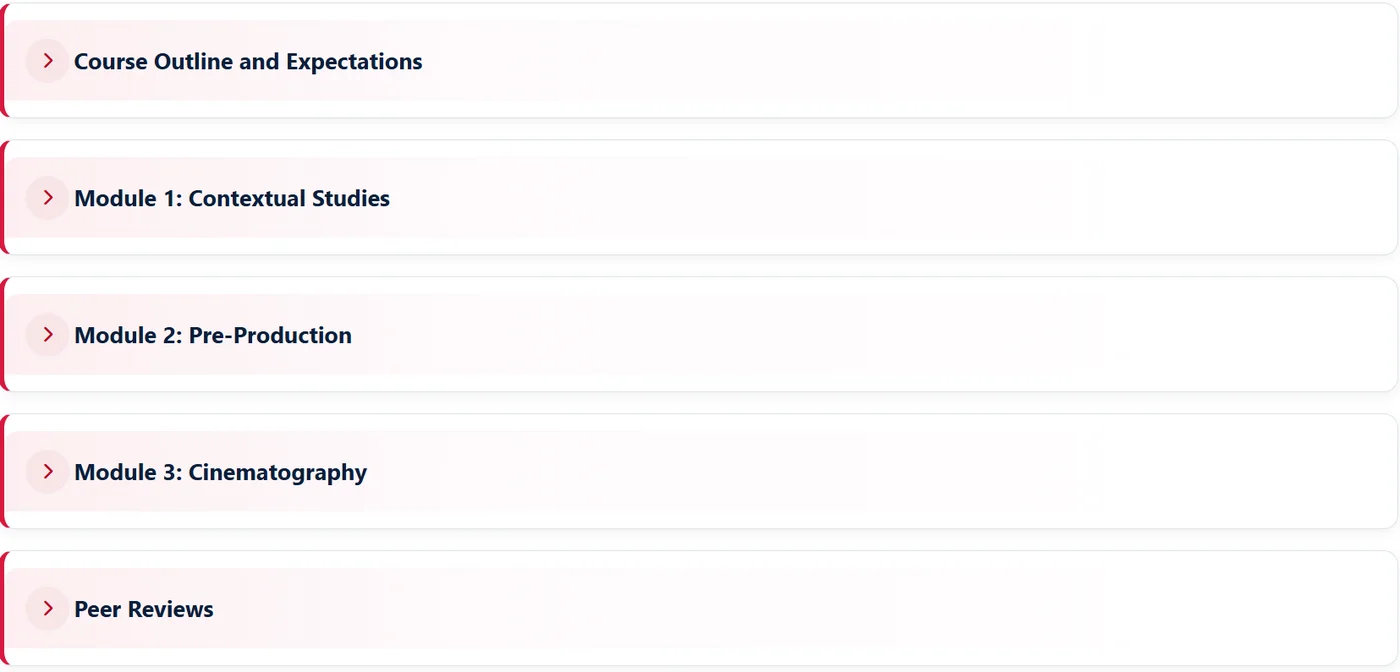 Course Outline and Expectations
Module 1: Contextual Studies
Module 2: Pre-Production
Module 3: Cinematography
Peer Reviews